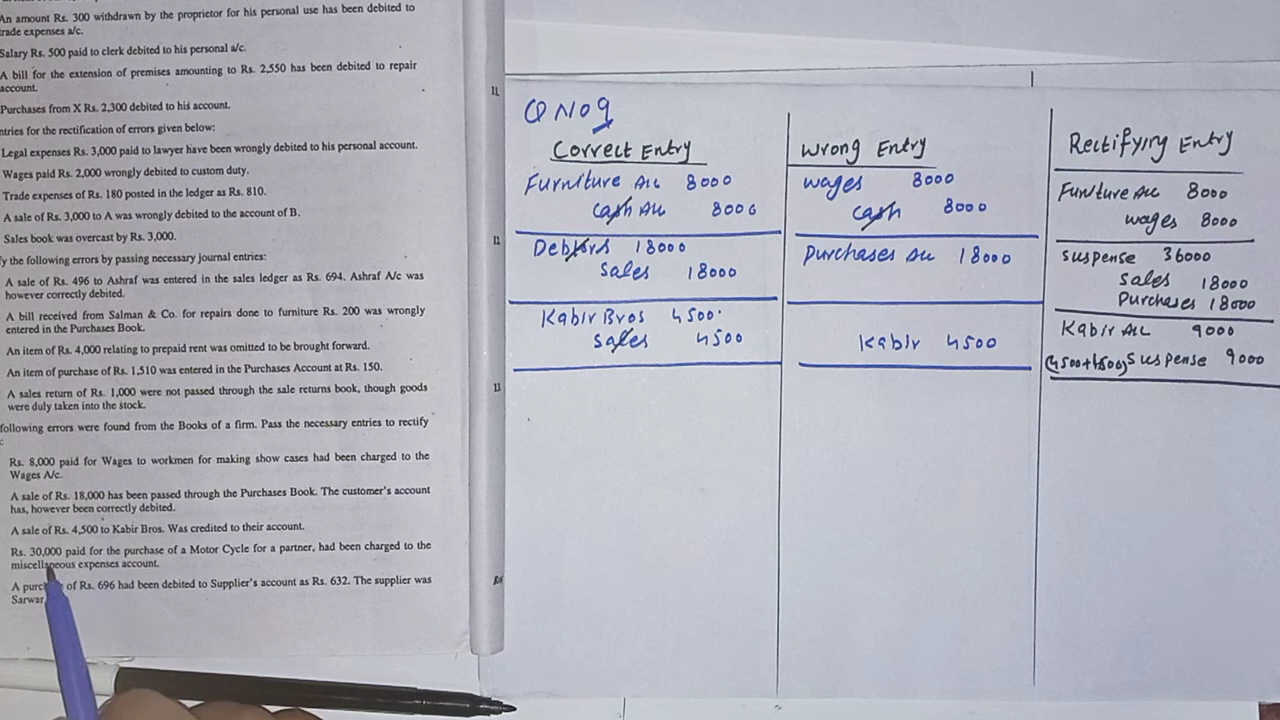 An amount Rs. 300 withdrawn by the proprietor for his personal use has been debited to
trade expenses a/c.
Salary Rs. 500 paid to clerk debited to his personal a/c.
A bill for the extension of premises amounting to Rs. 2,550 has been debited to repair
account.
Purchases from X Rs. 2,300 debited to his account.
ntries for the rectification of errors given below:
Legal expenses Rs. 3,000 paid to lawyer have been wrongly debited to his personal account.
Wages paid Rs. 2,000 wrongly debited to custom duty.
Trade expenses of Rs. 180 posted in the ledger as Rs. 810.
A sale of Rs. 3,000 to A was wrongly debited to the account of B.
Sales book was overcast by Rs. 3,000.
fy the following errors by passing necessary journal entries:
A sale of Rs. 496 to Ashraf was entered in the sales ledger as Rs. 694. Ashraf A/c was
however correctly debited.
A bill received from Salman & Co. for repairs done to furniture Rs. 200 was wrongly
entered in the Purchases Book.
An item of Rs. 4,000 relating to prepaid rent was omitted to be brought forward.
An item of purchase of Rs. 1,510 was entered in the Purchases Account at Rs. 150.
A sales return of Rs. 1,000 were not passed through the sale returns book, though goods
were duly taken into the stock.
following errors were found from the Books of a firm. Pass the necessary entries to rectify
:
Rs. 8,000 paid for Wages to workmen for making show cases had been charged to the
Wages A/c.
A sale of Rs. 18,000 has been passed through the Purchases Book. The customer's account
has, however been correctly debited.
A sale of Rs. 4,500 to Kabir Bros. Was credited to their account.
Rs. 30,000 paid for the purchase of a Motor Cycle for a partner, had been charged to the
miscellaneous expenses account.
A purc of Rs. 696 had been debited to Supplier's account as Rs. 632. The supplier was
Sarwar
11
12
13
Q NO 9
Correct Entry
Furniture Acc 8000
cash Acc 8000
Debtors 18000
Sales 18000
Kabir Bros 4500
Sales 4500
Wrong Entry
wages 8000
cash 8000
Purchases Acc 18000
Kabir 4500
Rectifying Entry
Furniture Acc 8000
wages 8000
Suspense 36000
Sales 18000
Purchases 18000
Kabir Acc 9000
(4500+4500) Suspense 9000